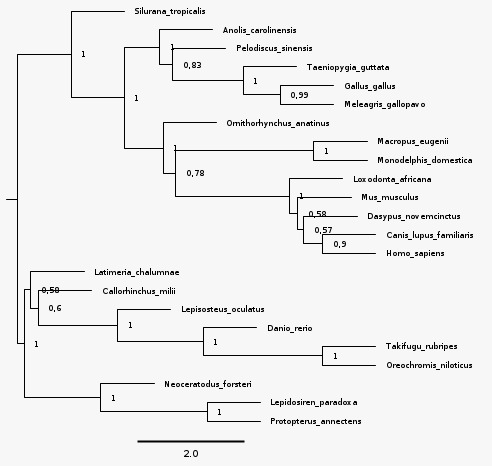 Silurana_tropicalis
Anolis_carolinensis
1
Pelodiscus_sinensis
1
0,83
Taeniopygia_guttata
1
Gallus_gallus
0,99
1
Meleagris_gallopavo
Ornithorhynchus_anatinus
Macropus_eugenii
1
1
Monodelphis_domestica
0,78
Loxodonta_africana
1
Mus_musculus
0,58
Dasypus_novemcinctus
0,57
Canis_lupus_familiaris
0,9
Homo_sapiens
Latimeria_chalumnae
0,58
Callorhinchus_milii
0,6
Lepisosteus_oculatus
1
Danio_rerio
1
1
Takifugu_rubripes
1
Oreochromis_niloticus
Neoceratodus_forsteri
1
Lepidosiren_paradoxa
1
Protopterus_annectens
2.0